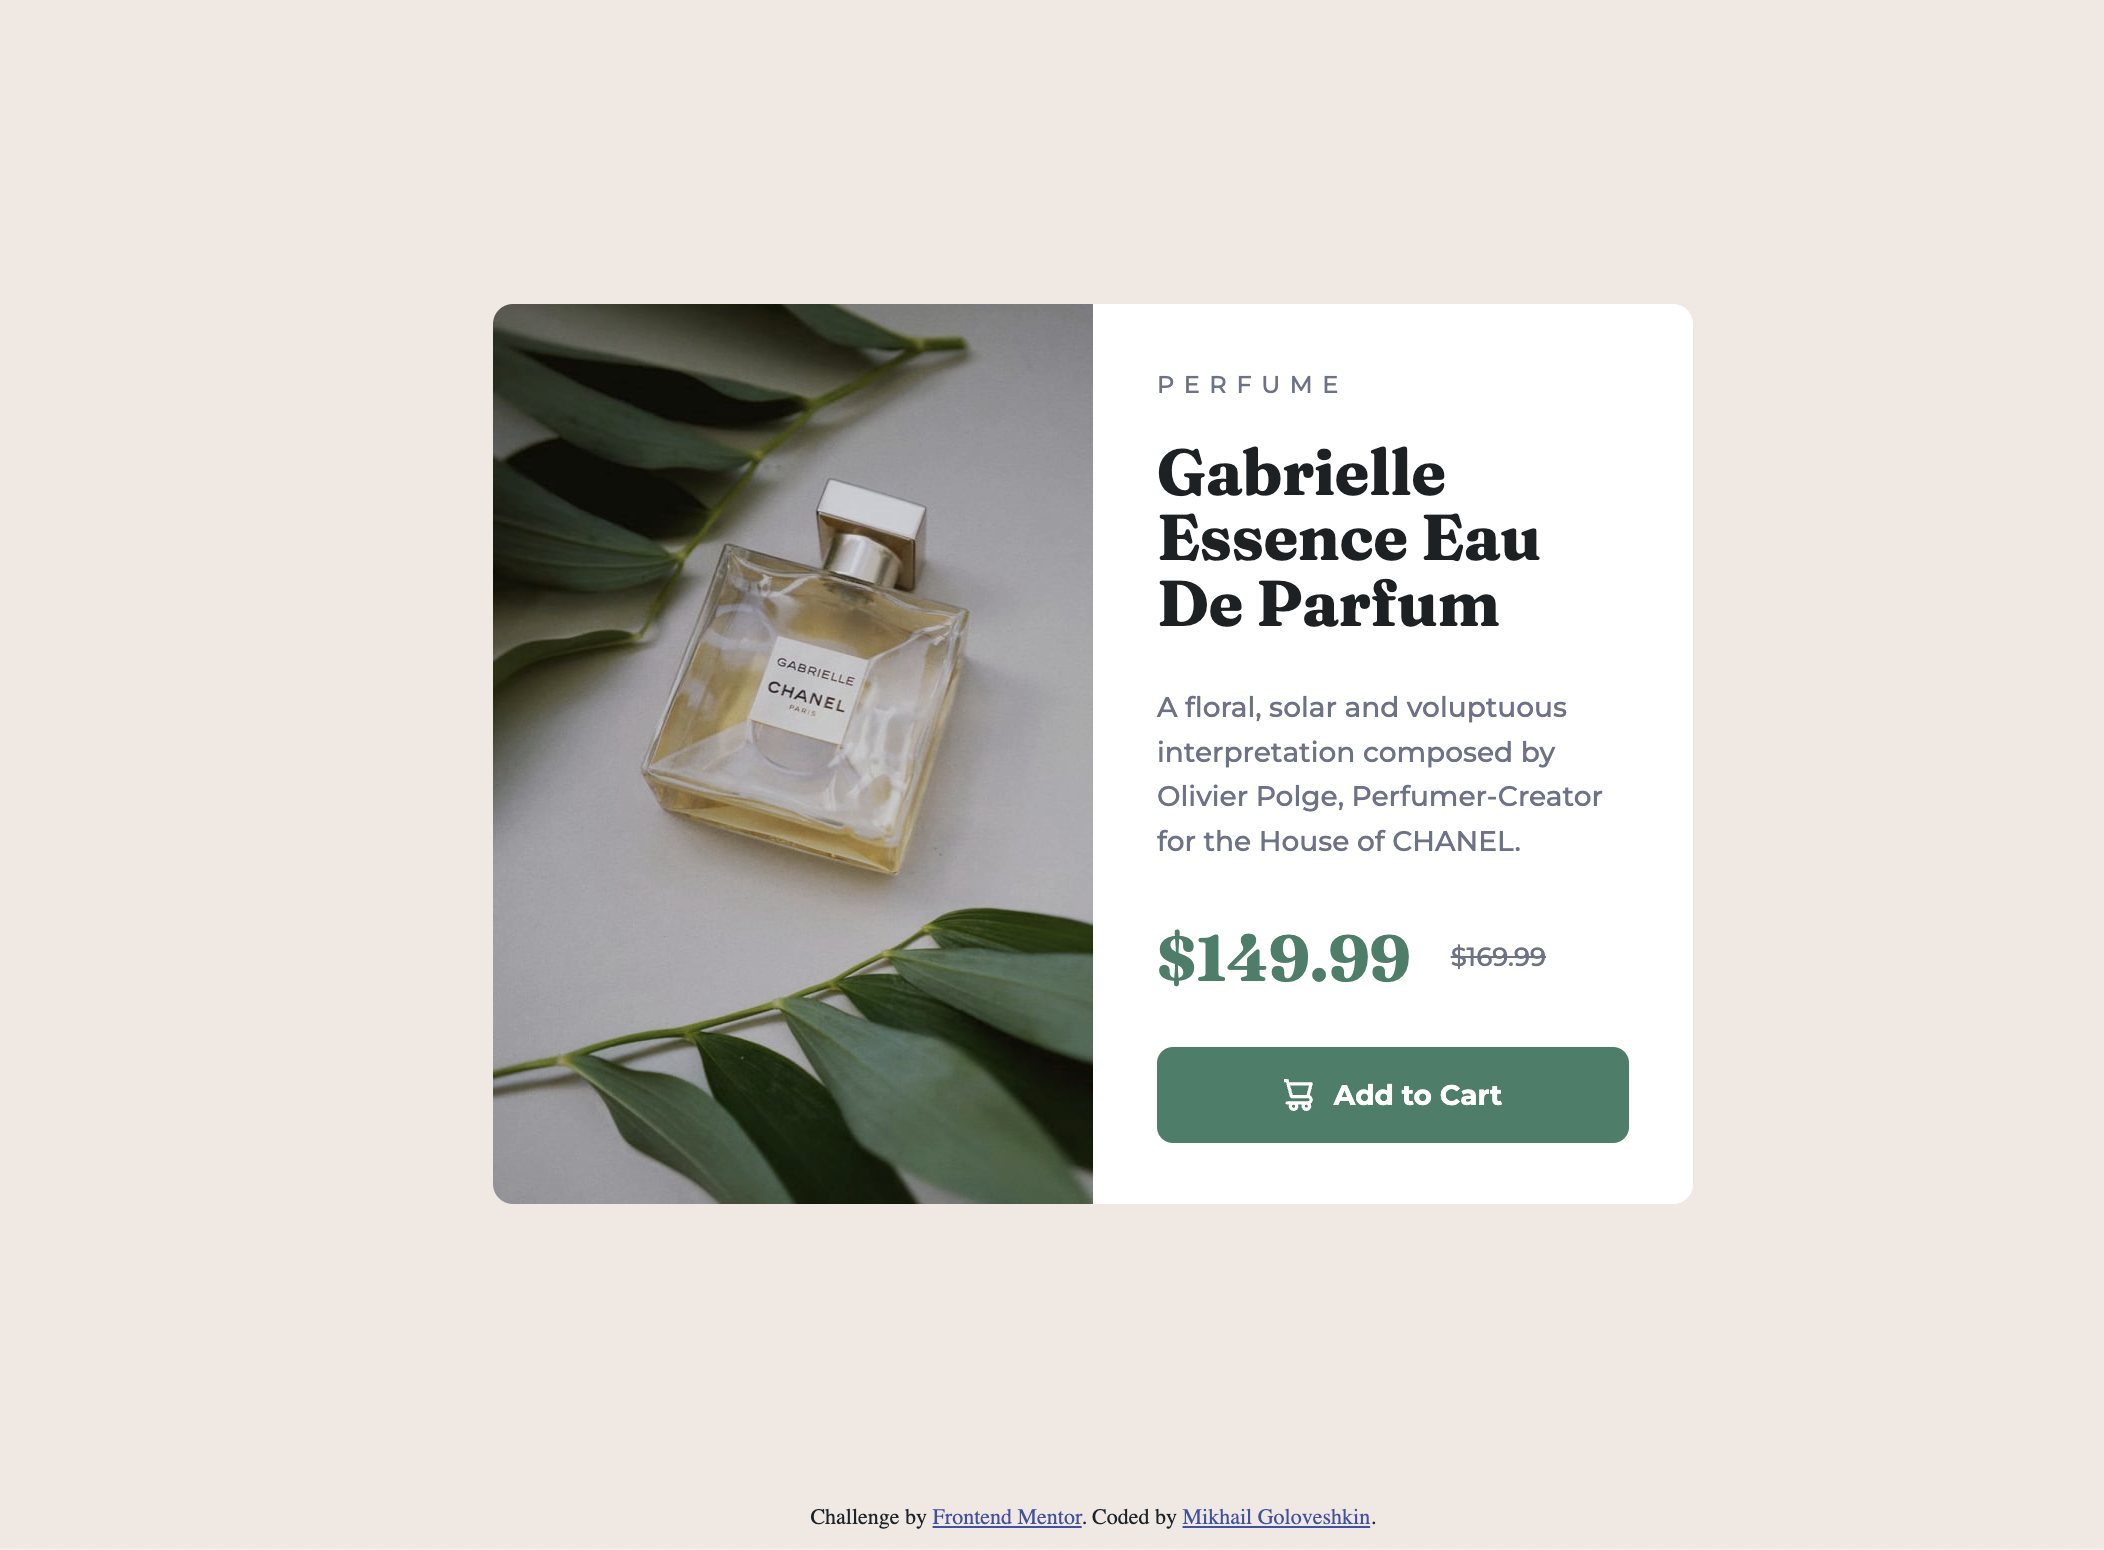 GABRIELLE
CHANEL
PARIS
PERFUME
Gabrielle
Essence Eau
De Parfum
A floral, solar and voluptuous
interpretation composed by
Olivier Polge, Perfumer-Creator
for the House of CHANEL.
$149.99 $169.99
Add to Cart
Challenge by Frontend Mentor. Coded by Mikhail Goloveshkin.